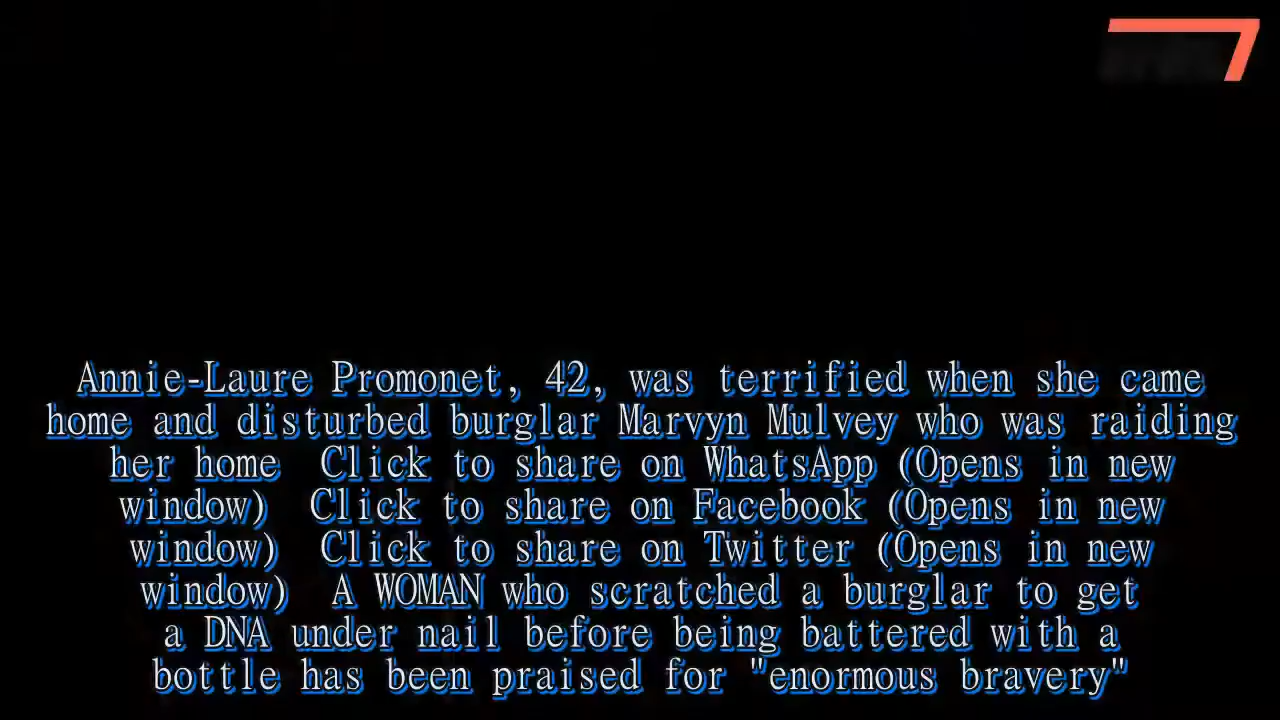 Annie-Laure Promonet, 42, was terrified when she came
home and disturbed burglar Marvyn Mulvey who was raiding
her home  Click to share on WhatsApp (Opens in new
window)  Click to share on Facebook (Opens in new
window)  Click to share on Twitter (Opens in new
window)  A WOMAN who scratched a burglar to get
a DNA under nail before being battered with a
bottle has been praised for "enormous bravery"